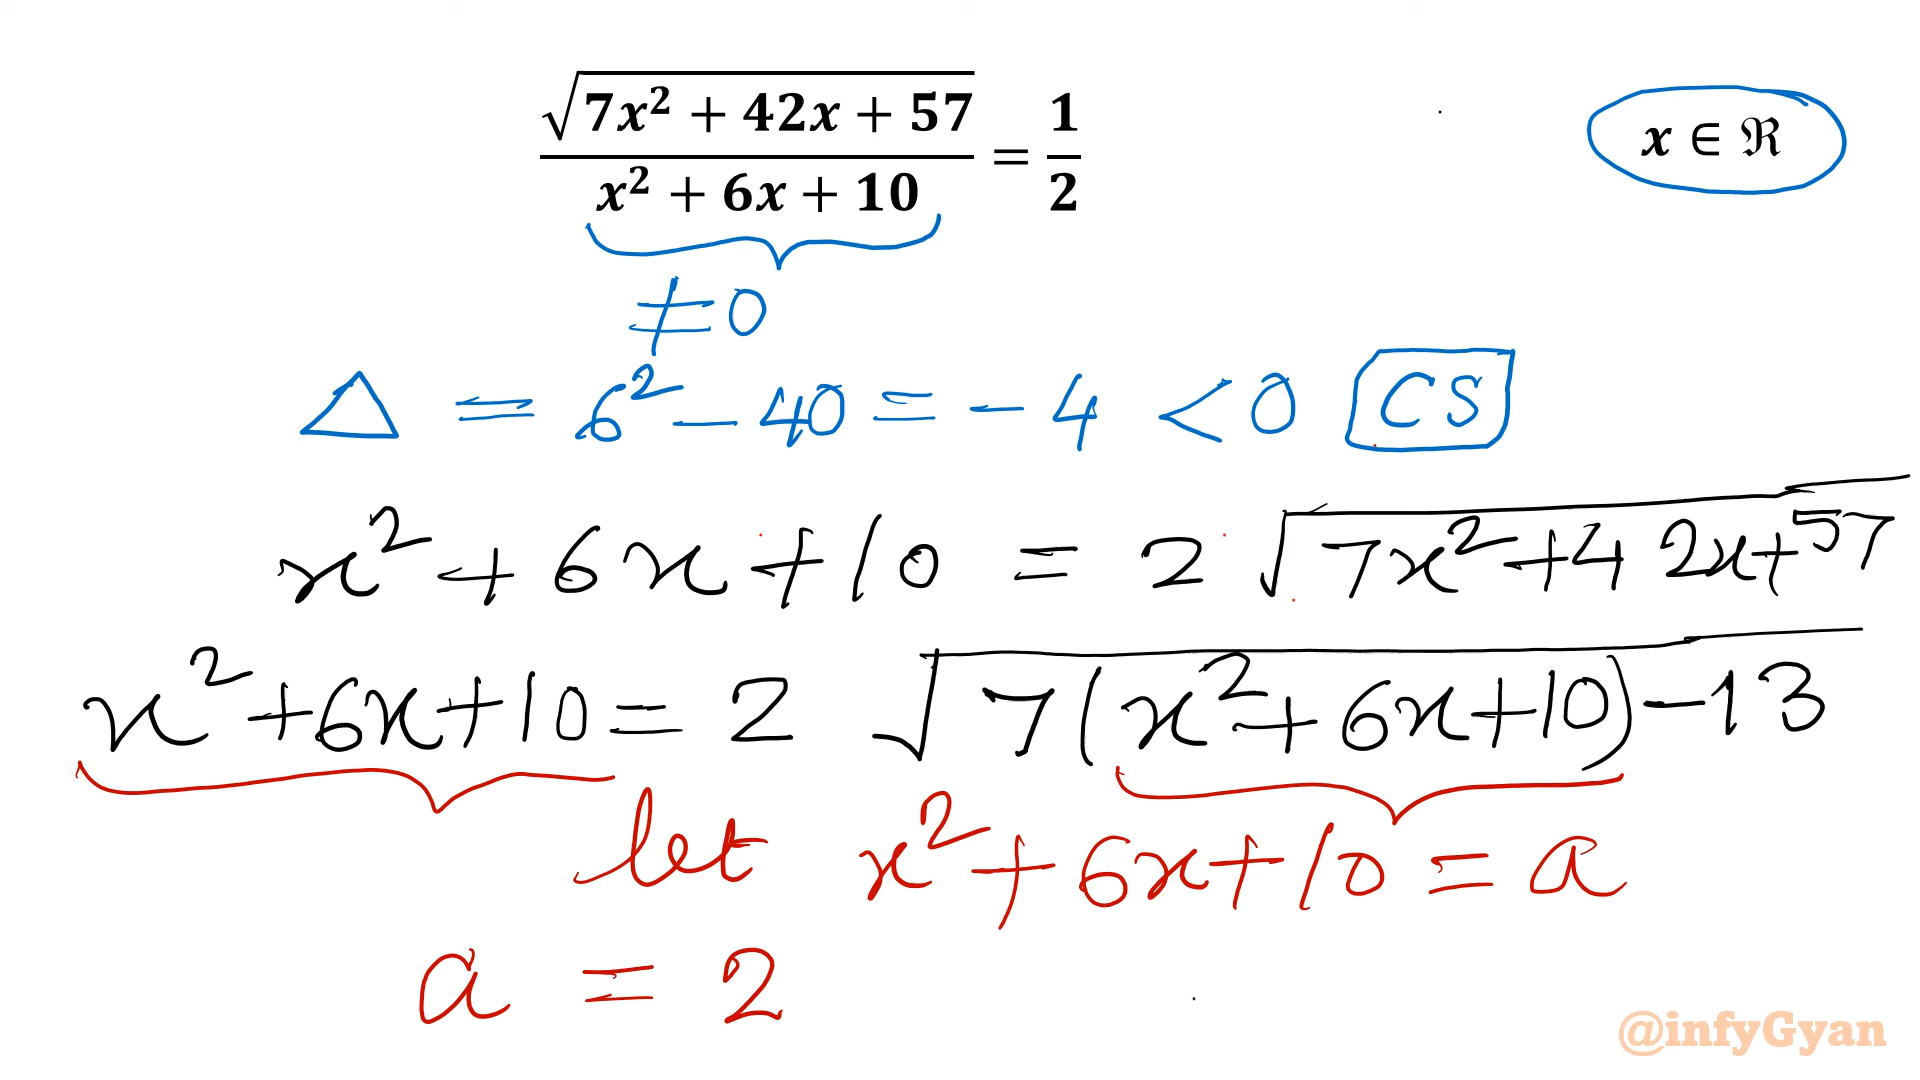 √(7x² + 42x + 57) / (x² + 6x + 10) = 1/2
x ∈ ℜ
≠ 0
△ = 6² - 40 = - 4 < 0 CS
x² + 6x + 10 = 2 √(7x² + 42x + 57)
x² + 6x + 10 = 2 √(7(x² + 6x + 10) - 13)
let x² + 6x + 10 = a
a = 2
@infyGyan